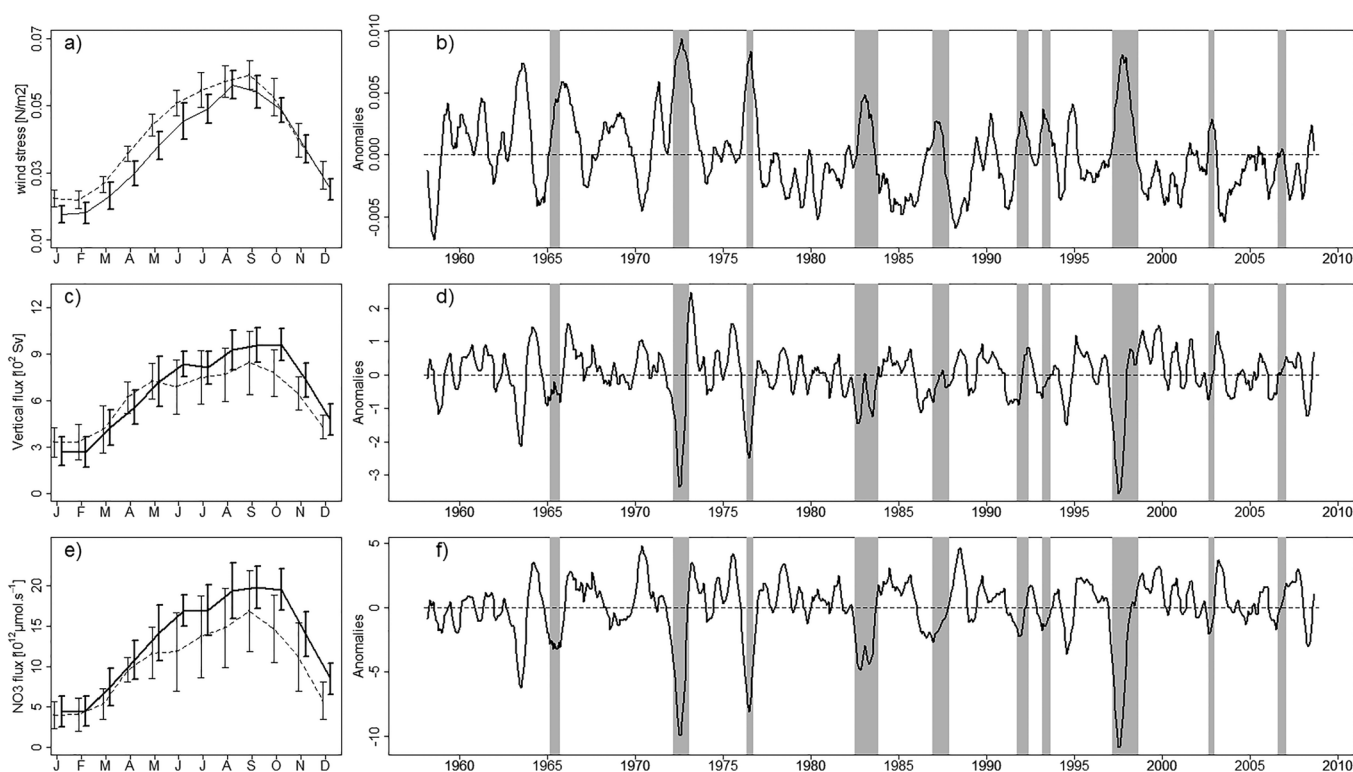 a)
wind stress [N/m2]
0.01 0.03 0.05 0.07
J F M A M J J A S O N D
b)
Anomalies
-0.005 0.000 0.005 0.010
1960 1965 1970 1975 1980 1985 1990 1995 2000 2005 2010
c)
Vertical flux [10² Sv]
0 3 6 9 12
J F M A M J J A S O N D
d)
Anomalies
-3 -2 -1 0 1 2
1960 1965 1970 1975 1980 1985 1990 1995 2000 2005 2010
e)
NO3 flux [10¹²µmol.s⁻¹]
0 5 10 15 20
J F M A M J J A S O N D
f)
Anomalies
-10 -5 0 5
1960 1965 1970 1975 1980 1985 1990 1995 2000 2005 2010